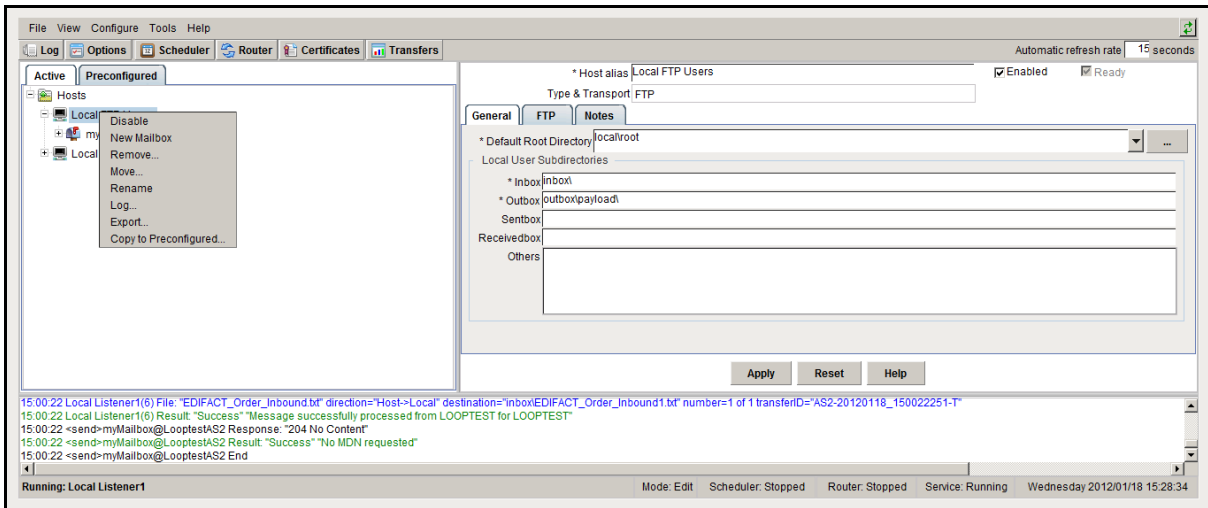 File View Configure Tools Help
Log Options Scheduler Router Certificates Transfers Automatic refresh rate 15 seconds
Active Preconfigured
Hosts
Local
my
Local
Disable
New Mailbox
Remove...
Move...
Rename
Log...
Export...
Copy to Preconfigured...
* Host alias Local FTP Users Enabled Ready
Type & Transport FTP
General FTP Notes
* Default Root Directory local\root ...
Local User Subdirectories
* Inbox inbox\
* Outbox outbox\payload\
Sentbox
Receivedbox
Others
Apply Reset Help
15:00:22 Local Listener1(6) File: "EDIFACT_Order_Inbound.txt" direction="Host->Local" destination="inbox\EDIFACT_Order_Inbound1.txt" number=1 of 1 transferID="AS2-20120118_150022251-T"
15:00:22 Local Listener1(6) Result: "Success" "Message successfully processed from LOOPTEST for LOOPTEST"
15:00:22 <send>myMailbox@LooptestAS2 Response: "204 No Content"
15:00:22 <send>myMailbox@LooptestAS2 Result: "Success" "No MDN requested"
15:00:22 <send>myMailbox@LooptestAS2 End
Running: Local Listener1 Mode: Edit Scheduler: Stopped Router: Stopped Service: Running Wednesday 2012/01/18 15:28:34